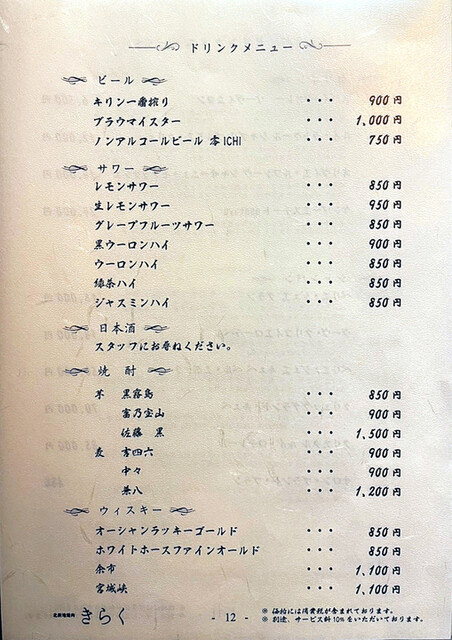 ドリンクメニュー
ビール
キリン一番搾り ・・・ 900円
ブラウマイスター ・・・ 1,000円
ノンアルコールビール 零ICHI ・・・ 750円
サワー
レモンサワー ・・・ 850円
生レモンサワー ・・・ 950円
グレープフルーツサワー ・・・ 850円
黒ウーロンハイ ・・・ 900円
ウーロンハイ ・・・ 850円
緑茶ハイ ・・・ 850円
ジャスミンハイ ・・・ 850円
日本酒
スタッフにお尋ねください。
焼酎
芋 黒霧島 ・・・ 850円
富乃宝山 ・・・ 900円
佐藤 黒 ・・・ 1,500円
麦 吉四六 ・・・ 900円
中々 ・・・ 900円
兼八 ・・・ 1,200円
ウィスキー
オーシャンラッキーゴールド ・・・ 850円
ホワイトホースファインオールド ・・・ 850円
余市 ・・・ 1,100円
宮城峡 ・・・ 1,100円
きらく - 12 -
※ 価格には消費税が含まれております。
※ 別途、サービス料10%をいただいております。